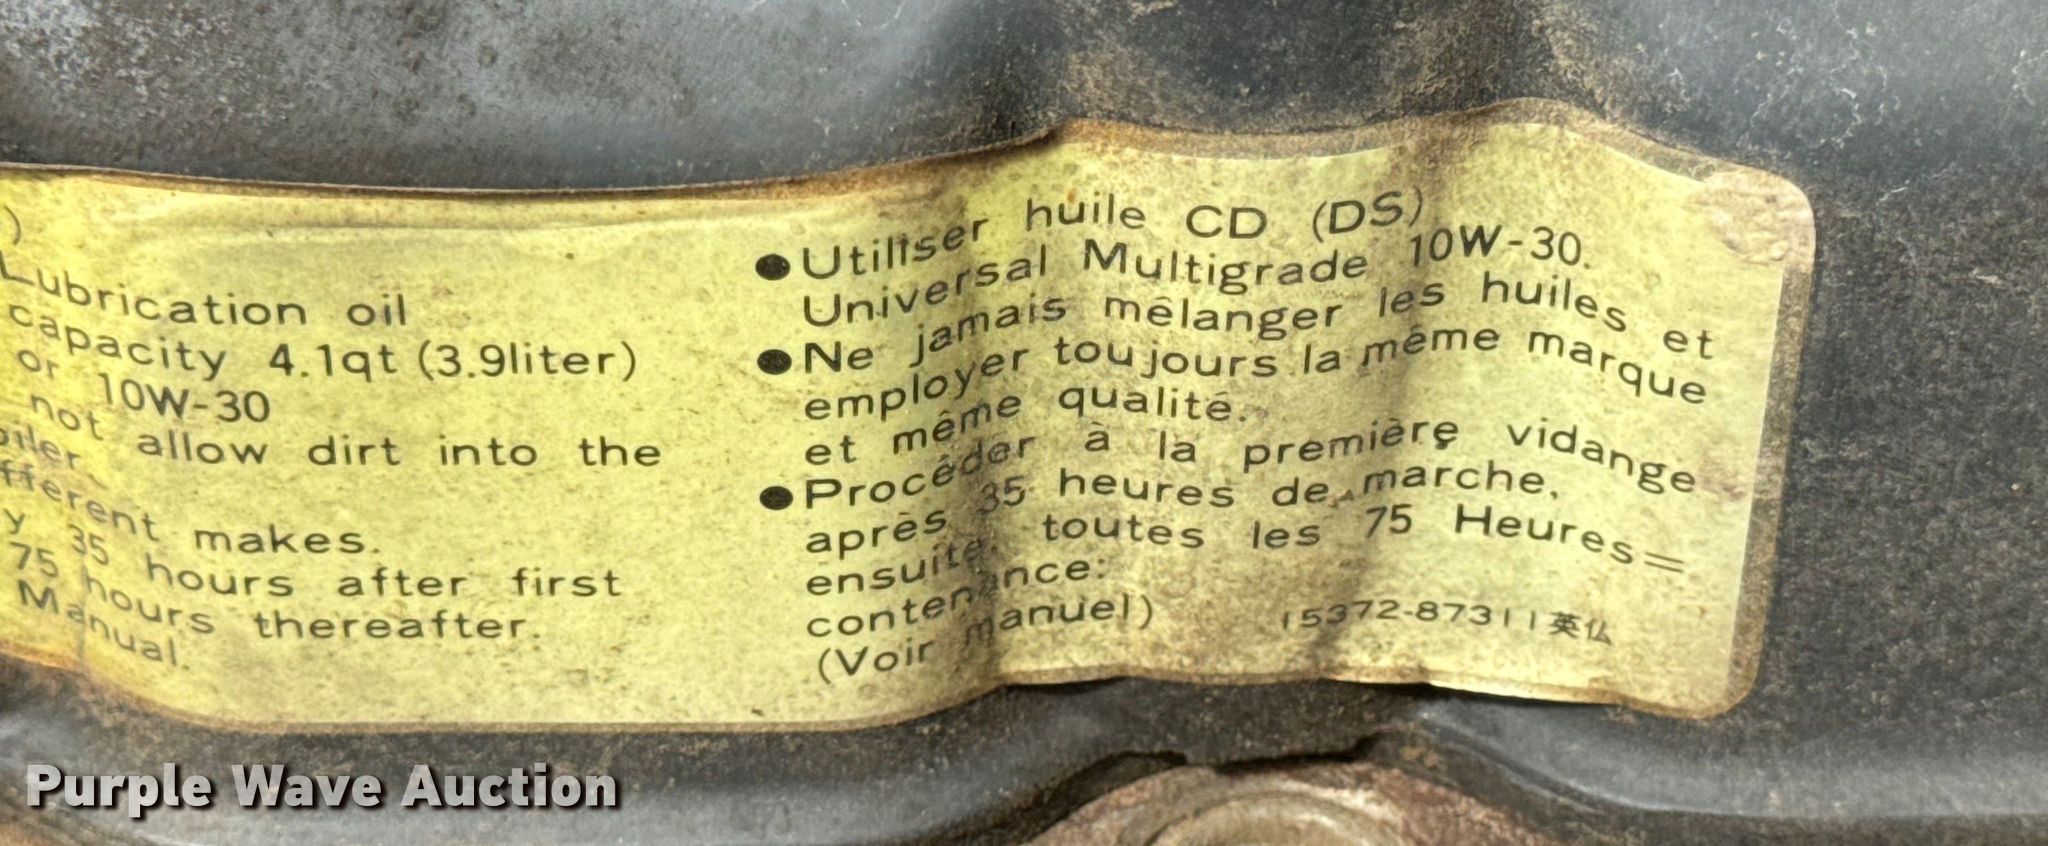 )
Lubrication oil
capacity 4.1qt (3.9liter)
or 10W-30
not allow dirt into the
oiler
fferent makes.
y 35 hours after first
75 hours thereafter.
Manual.
●Utiliser huile CD (DS)
Universal Multigrade 10W-30.
●Ne jamais mêlanger les huiles et
employer toujours la même marque
et même qualité.
●Procéder à la première vidange
après 35 heures de marche,
ensuite, toutes les 75 Heures=
contenance:
(Voir manuel)
15372-87311英仏
Purple Wave Auction